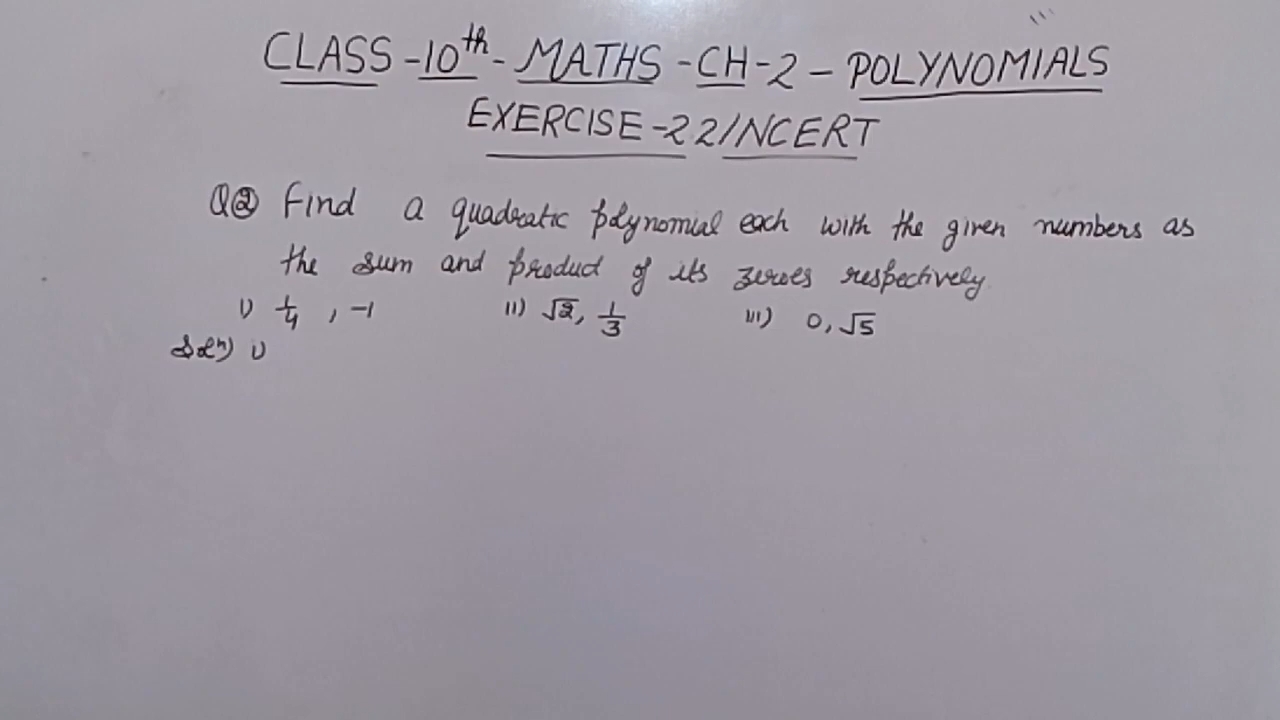 CLASS-10th-MATHS-CH-2-POLYNOMIALS
EXERCISE-2 2/NCERT
Q② Find a quadratic polynomial each with the given numbers as
the sum and product of its zeroes respectively.
i) 1/4, -1 ii) √2, 1/3 iii) 0, √5
Solⁿ) i)